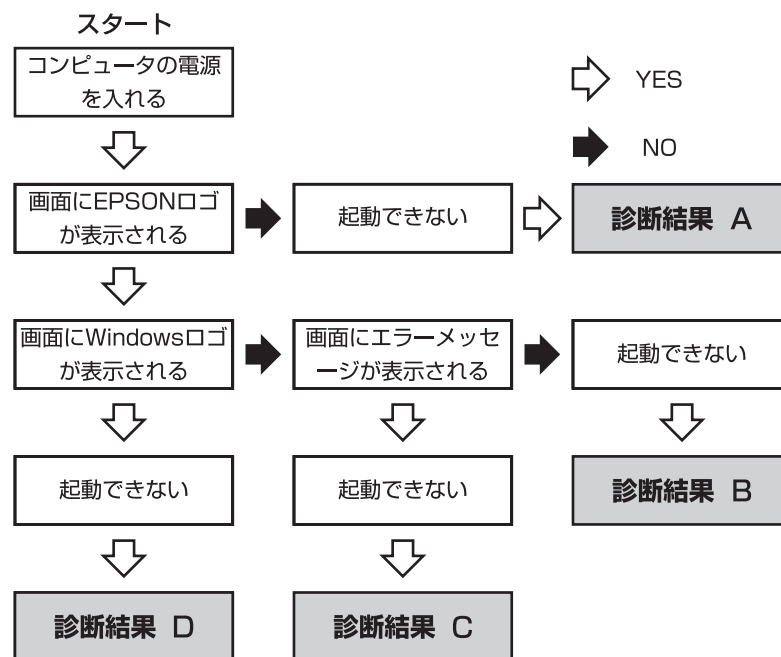 スタート
コンピュータの電源
を入れる
YES
NO
画面にEPSONロゴ
が表示される
起動できない
診断結果 A
画面にWindowsロゴ
が表示される
画面にエラーメッセ
ージが表示される
起動できない
起動できない
起動できない
診断結果 B
診断結果 D
診断結果 C